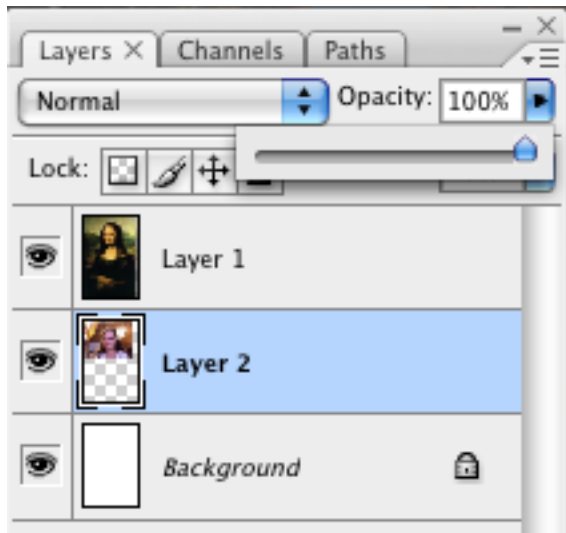 Layers Channels Paths
Normal Opacity: 100%
Lock:
Layer 1
Layer 2
Background